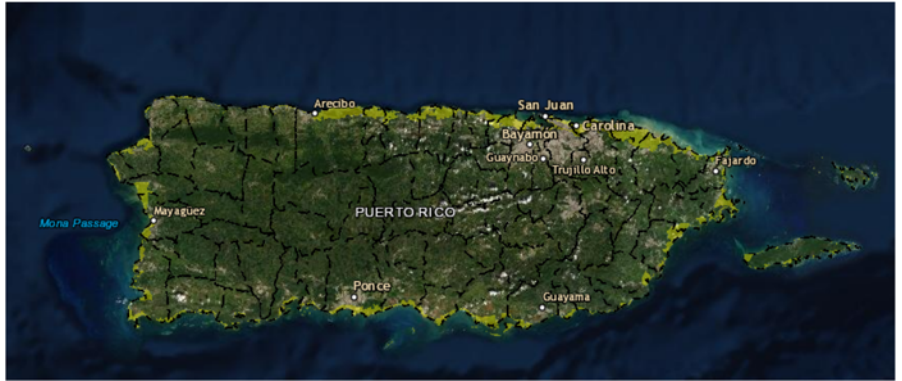 Arecibo
San Juan
Carolina
Bayamon
Guaynabo
Trujillo Alto
Fajardo
Mayaguez
PUERTO RICO
Mona Passage
Ponce
Guayama